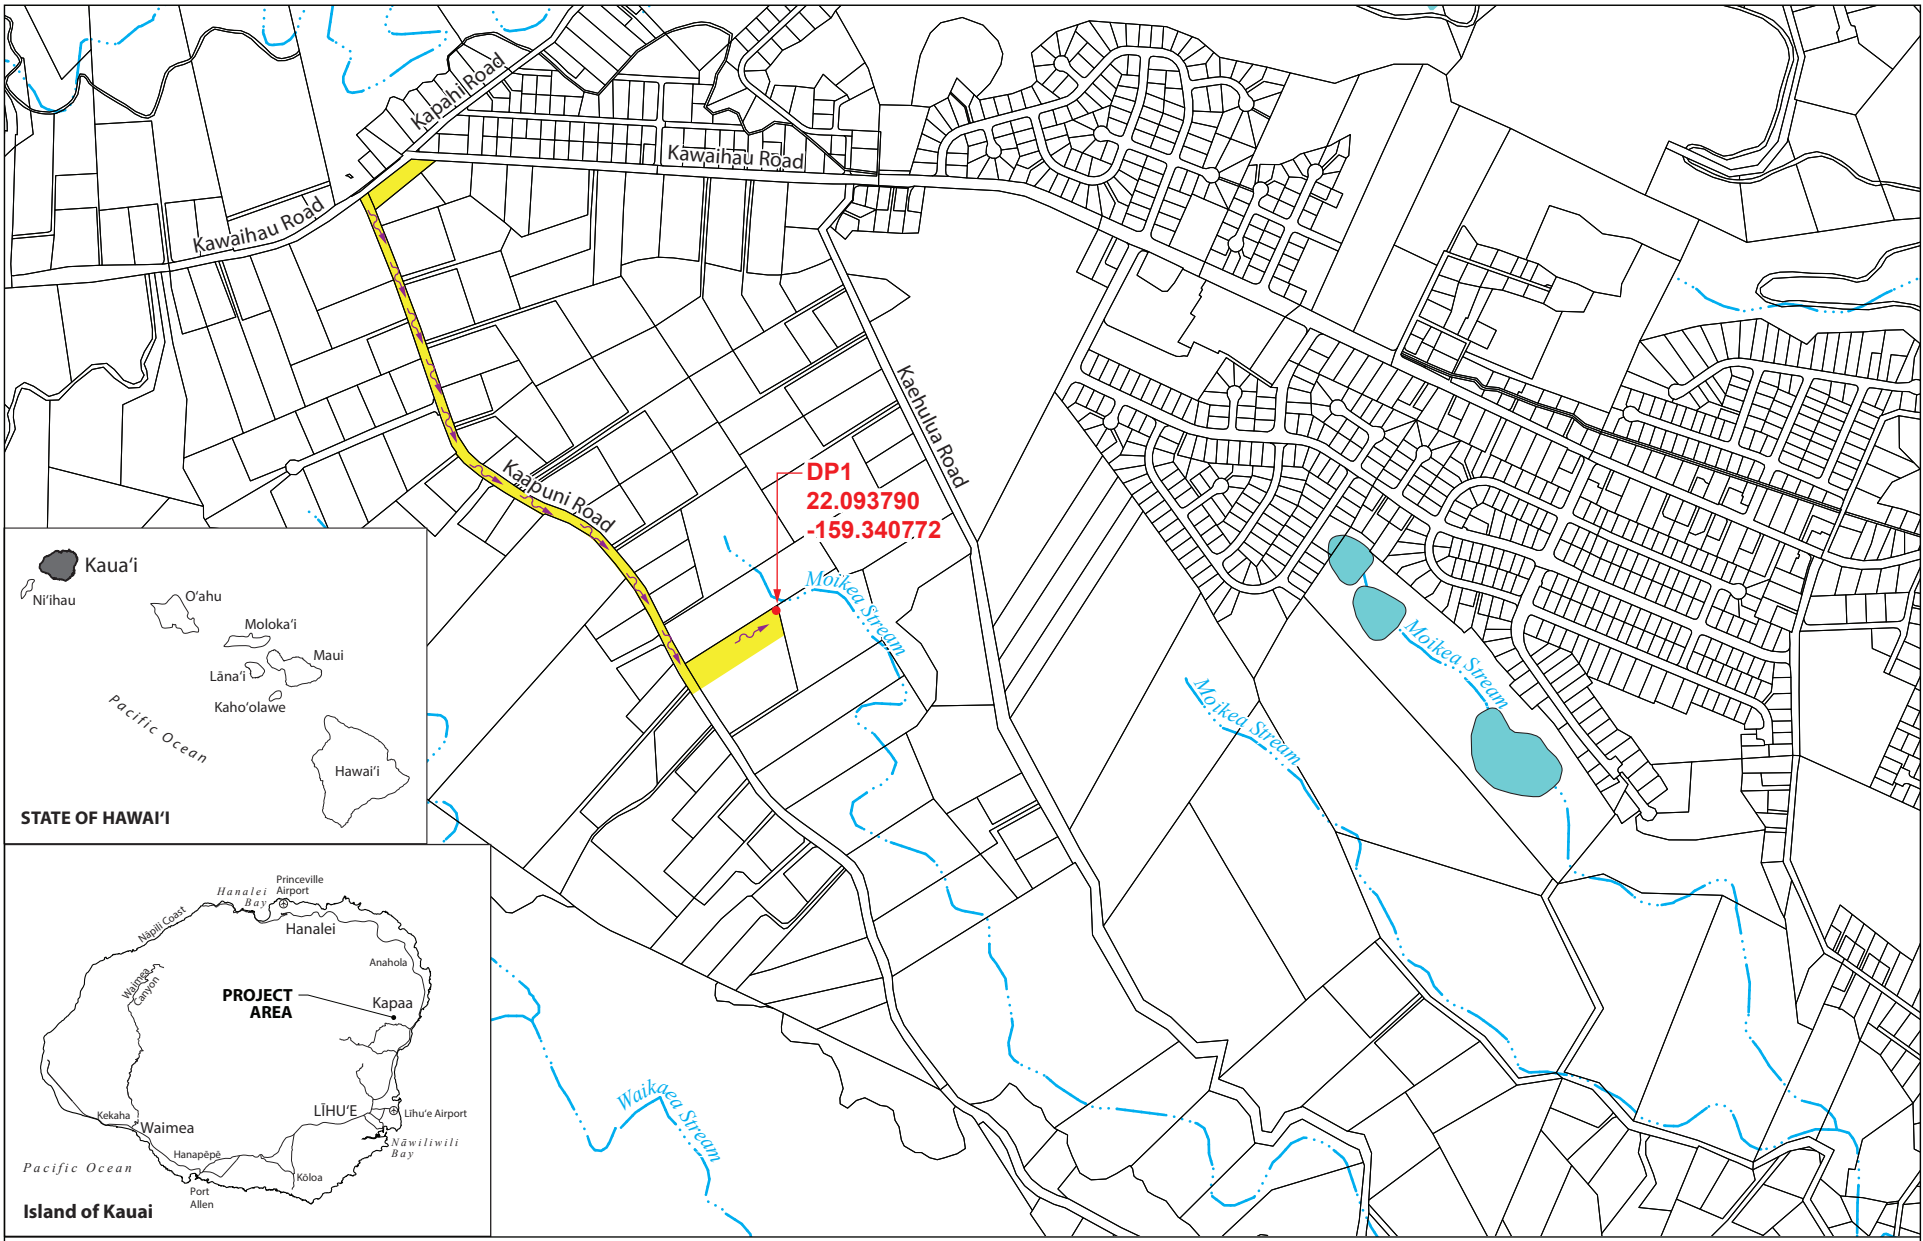 Kapahi Road
Kawaihau Road
Kawaihau Road
Kaehulua Road
Kaapuni Road
DP1
22.093790
-159.340772
Moikea Stream
Moikea Stream
Moikea Stream
Waikaea Stream
Kauaʻi
Niʻihau
Oʻahu
Molokaʻi
Maui
Lānaʻi
Kahoʻolawe
Pacific Ocean
Hawaiʻi
STATE OF HAWAIʻI
Princeville
Airport
Hanalei
Bay
Hanalei
Nāpili Coast
Anahola
Waimea
Canyon
PROJECT
AREA
Kapaa
LĪHUʻE
Līhuʻe Airport
Kekaha
Waimea
Nāwiliwili
Bay
Hanapēpē
Pacific Ocean
Kōloa
Port
Allen
Island of Kauai